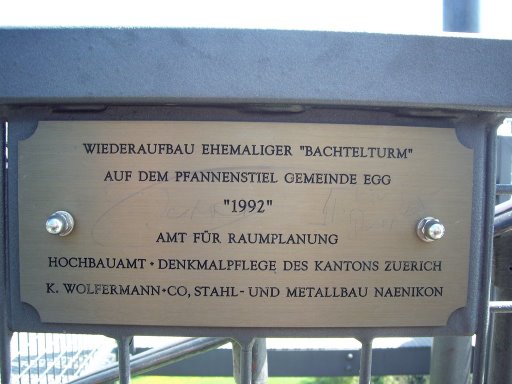 WIEDERAUFBAU EHEMALIGER "BACHTELTURM"
AUF DEM PFANNENSTIEL GEMEINDE EGG
"1992"
AMT FÜR RAUMPLANUNG
HOCHBAUAMT • DENKMALPFLEGE DES KANTONS ZUERICH
K. WOLFERMANN+CO, STAHL- UND METALLBAU NAENIKON